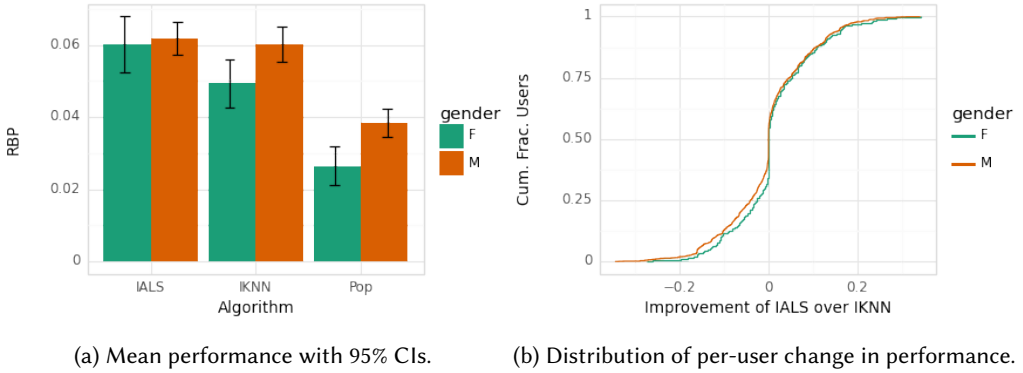 0.06
0.04
0.02
0
RBP
IALS
IKNN
Pop
Algorithm
gender
F
M
(a) Mean performance with 95% CIs.
1
0.75
0.50
0.25
0
Cum. Frac. Users
−0.2
0
0.2
Improvement of IALS over IKNN
gender
F
M
(b) Distribution of per-user change in performance.